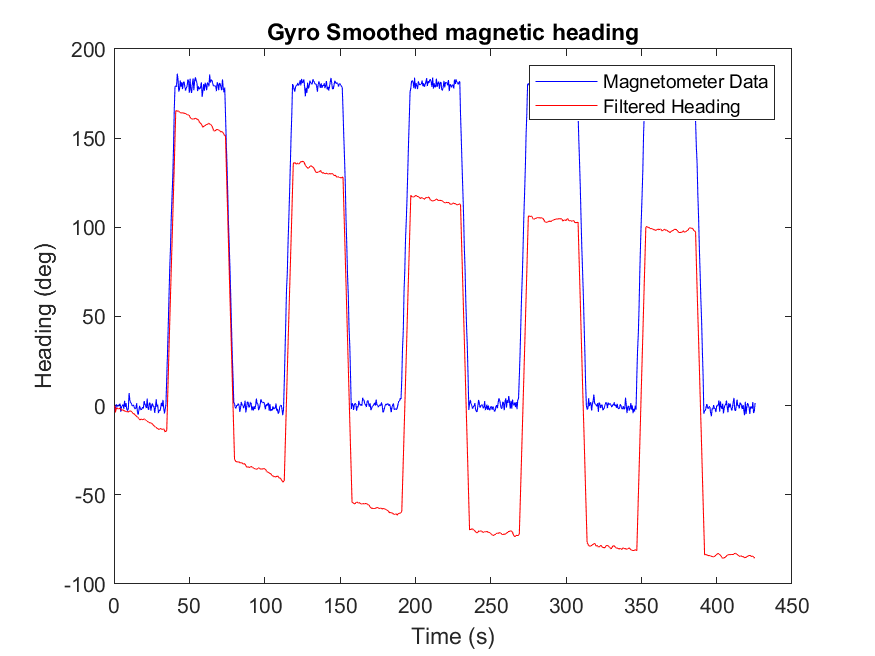 Gyro Smoothed magnetic heading
200
150
100
50
0
-50
-100
Heading (deg)
Magnetometer Data
Filtered Heading
0 50 100 150 200 250 300 350 400 450
Time (s)